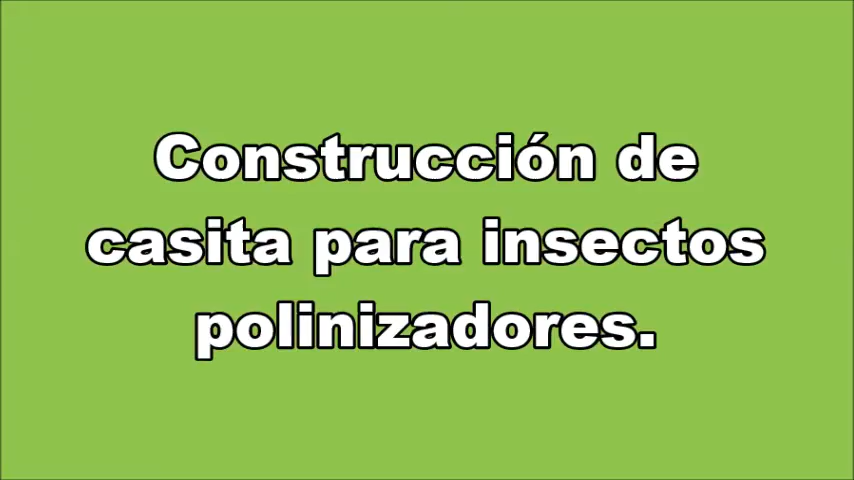 Construcción de
casita para insectos
polinizadores.